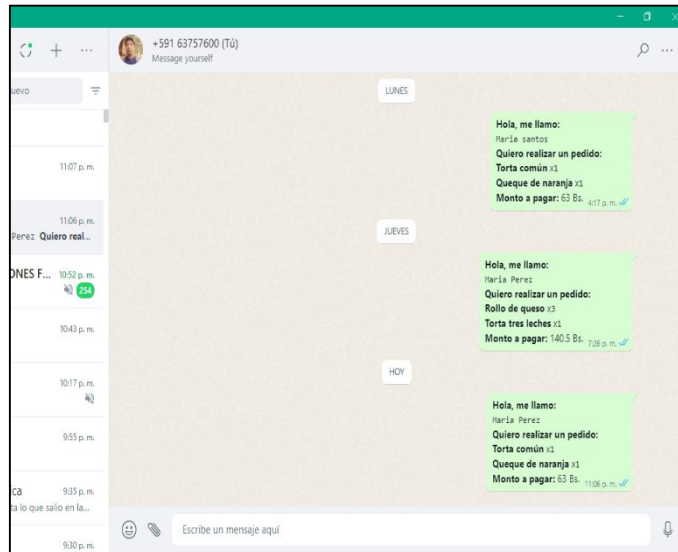 +591 63757600 (Tú)
Message yourself
uevo
11:07 p. m.
11:06 p. m.
Perez Quiero real...
ONES F... 10:52 p. m.
254
10:43 p. m.
10:17 p. m.
9:55 p. m.
ca 9:35 p. m.
ta lo que salio en la...
9:30 p. m.
LUNES
Hola, me llamo:
Maria santos
Quiero realizar un pedido:
Torta común x1
Queque de naranja x1
Monto a pagar: 63 Bs. 4:17 p. m.
JUEVES
Hola, me llamo:
Maria Perez
Quiero realizar un pedido:
Rollo de queso x3
Torta tres leches x1
Monto a pagar: 140.5 Bs. 7:26 p. m.
HOY
Hola, me llamo:
Maria Perez
Quiero realizar un pedido:
Torta común x1
Queque de naranja x1
Monto a pagar: 63 Bs. 11:06 p. m.
Escribe un mensaje aquí